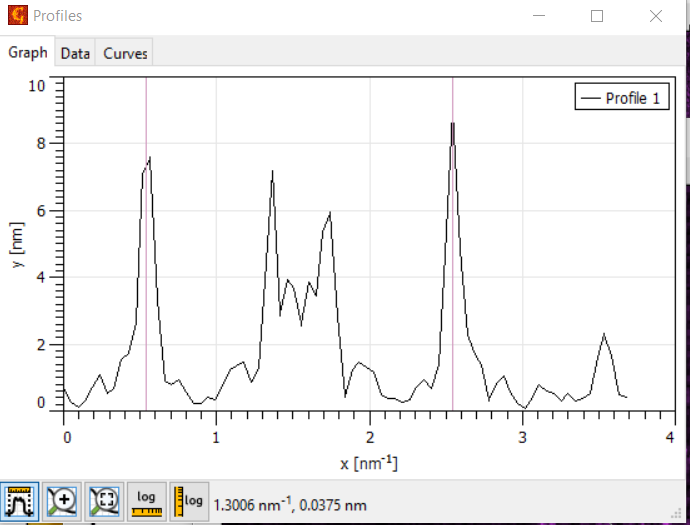 Profiles
Graph Data Curves
10
8
6
4
2
0
y [nm]
Profile 1
0 1 2 3 4
x [nm⁻¹]
log log 1.3006 nm⁻¹, 0.0375 nm